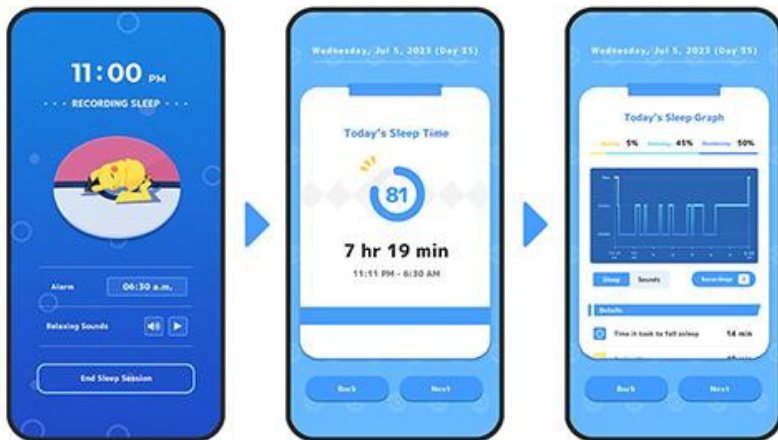 11:00 PM
RECORDING SLEEP
Alarm 06:30 a.m.
Relaxing Sounds
End Sleep Session
Wednesday, Jul 5, 2023 (Day 35)
Today's Sleep Time
81
7 hr 19 min
11:11 PM - 6:30 AM
Back Next
Wednesday, Jul 5, 2023 (Day 35)
Today's Sleep Graph
5% 45% 50%
Sleep Sounds Recordings
Details
Time it took to fall asleep 14 min
Back Next